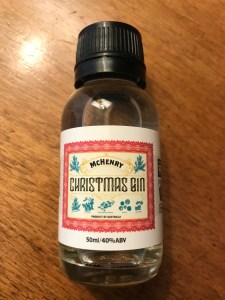 McHENRY
CHRISTMAS GIN
PRODUCT OF AUSTRALIA
50ml/40%ABV